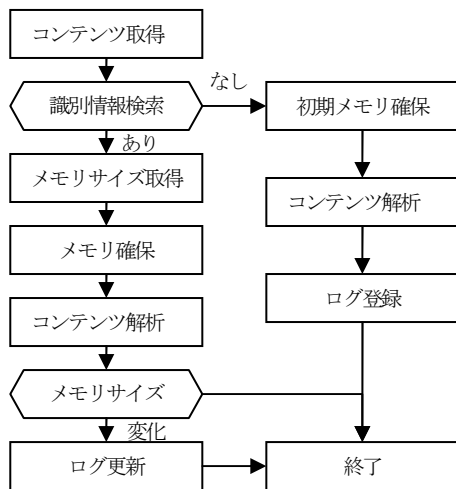 コンテンツ取得
識別情報検索
なし
初期メモリ確保
あり
メモリサイズ取得
コンテンツ解析
メモリ確保
ログ登録
コンテンツ解析
メモリサイズ
変化
ログ更新
終了